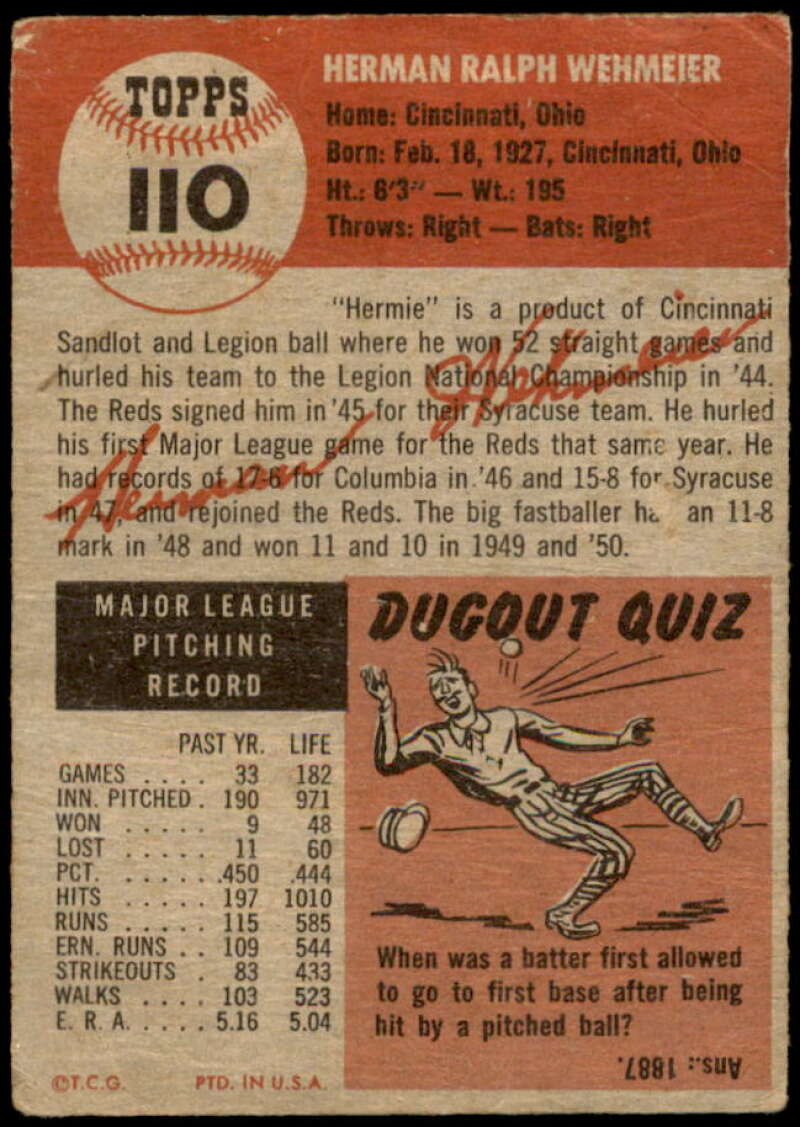 TOPPS
110
HERMAN RALPH WEHMEIER
Home: Cincinnati, Ohio
Born: Feb. 18, 1927, Cincinnati, Ohio
Ht.: 6'3" — Wt.: 195
Throws: Right — Bats: Right
"Hermie" is a product of Cincinnati
Sandlot and Legion ball where he won 52 straight games and
hurled his team to the Legion National Championship in '44.
The Reds signed him in '45 for their Syracuse team. He hurled
his first Major League game for the Reds that same year. He
had records of 17-6 for Columbia in '46 and 15-8 for Syracuse
in '47, and rejoined the Reds. The big fastballer an 11-8
mark in '48 and won 11 and 10 in 1949 and '50.
Herman Wehmeier
MAJOR LEAGUE
PITCHING
RECORD
PAST YR. LIFE
GAMES .... 33 182
INN. PITCHED . 190 971
WON ..... 9 48
LOST ..... 11 60
PCT. ...... .450 .444
HITS ..... 197 1010
RUNS ..... 115 585
ERN. RUNS .. 109 544
STRIKEOUTS . 83 433
WALKS .... 103 523
E. R. A. .... 5.16 5.04
©T.C.G. PTD. IN U.S.A.
DUGOUT QUIZ
When was a batter first allowed
to go to first base after being
hit by a pitched ball?
Ans.: 1887.